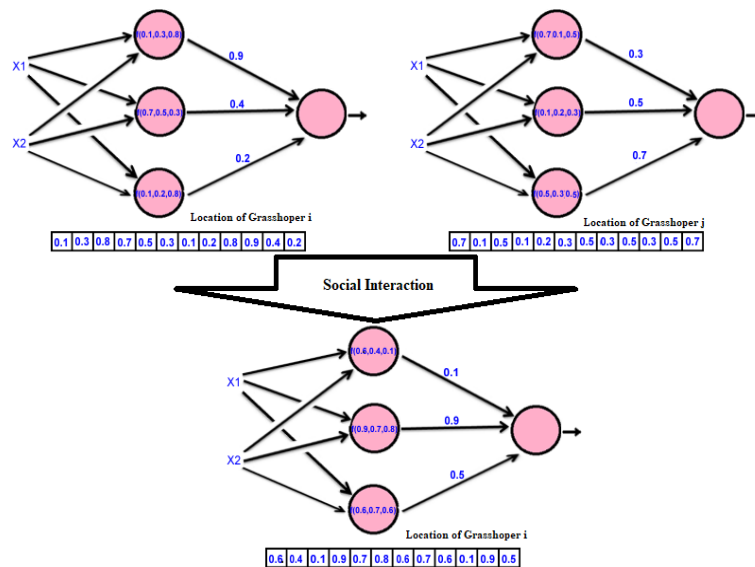 f(0.1,0.3,0.8)
0.9
X1
f(0.7,0.5,0.3)
0.4
X2
f(0.1,0.2,0.8)
0.2
Location of Grasshoper i
0.1 0.3 0.8 0.7 0.5 0.3 0.1 0.2 0.8 0.9 0.4 0.2
f(0.7 0.1,0.5)
0.3
X1
f(0.1,0.2,0.3)
0.5
X2
f(0.5,0.3 0.5)
0.7
Location of Grasshoper j
0.7 0.1 0.5 0.1 0.2 0.3 0.5 0.3 0.5 0.3 0.5 0.7
Social Interaction
f(0.6,0.4,0.1)
0.1
X1
f(0.9,0.7,0.8)
0.9
X2
f(0.6,0.7,0.6)
0.5
Location of Grasshoper i
0.6 0.4 0.1 0.9 0.7 0.8 0.6 0.7 0.6 0.1 0.9 0.5